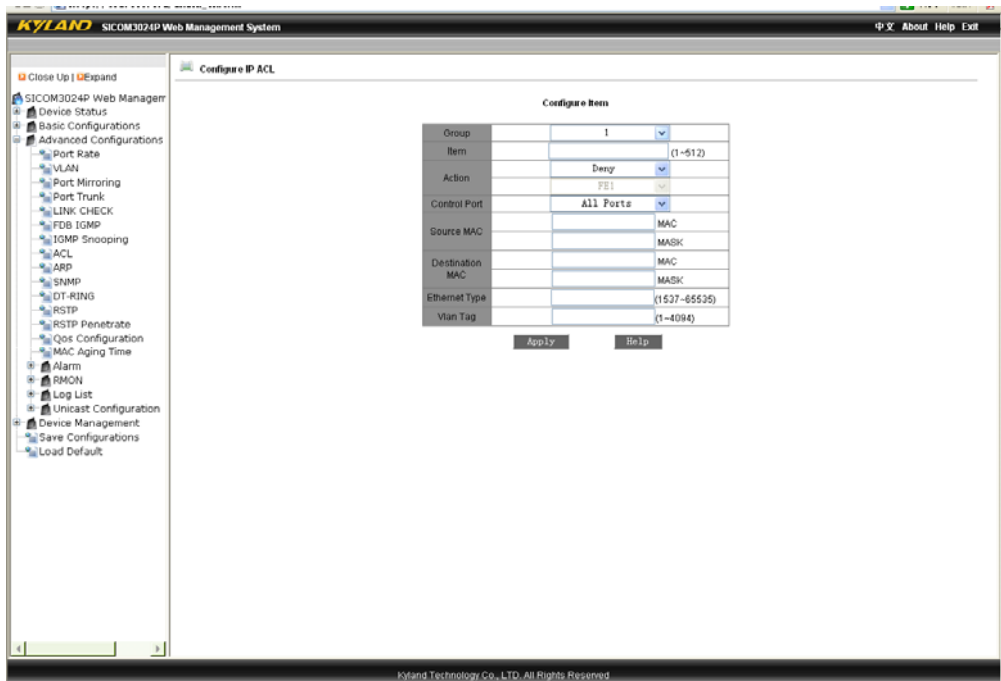 KYLAND SICOM3024P Web Management System
中文 About Help Exit
Close Up | Expand
SICOM3024P Web Managem
Device Status
Basic Configurations
Advanced Configurations
Port Rate
VLAN
Port Mirroring
Port Trunk
LINK CHECK
FDB IGMP
IGMP Snooping
ACL
ARP
SNMP
DT-RING
RSTP
RSTP Penetrate
Qos Configuration
MAC Aging Time
Alarm
RMON
Log List
Unicast Configuration
Device Management
Save Configurations
Load Default
Configure IP ACL
Configure Item
Group 1
Item (1~512)
Action Deny
FE1
Control Port All Ports
Source MAC MAC
MASK
Destination MAC
MAC MASK
Ethernet Type (1537~65535)
Vlan Tag (1~4094)
Apply Help
Kyland Technology Co., LTD. All Rights Reserved